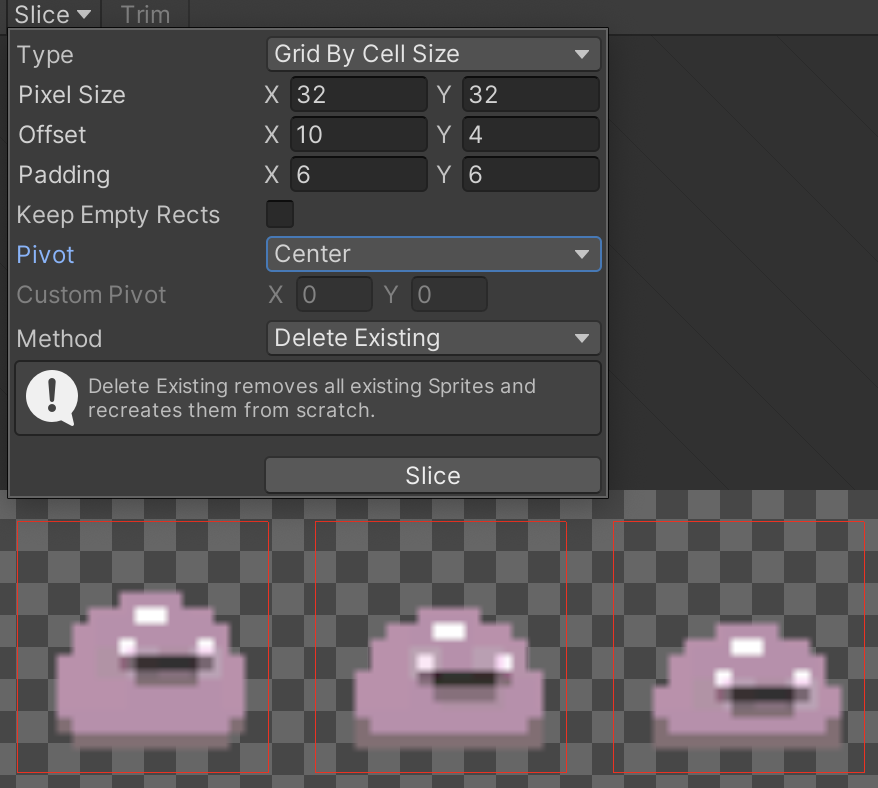 Slice Trim
Type Grid By Cell Size
Pixel Size X 32 Y 32
Offset X 10 Y 4
Padding X 6 Y 6
Keep Empty Rects
Pivot Center
Custom Pivot X 0 Y 0
Method Delete Existing
Delete Existing removes all existing Sprites and
recreates them from scratch.
Slice